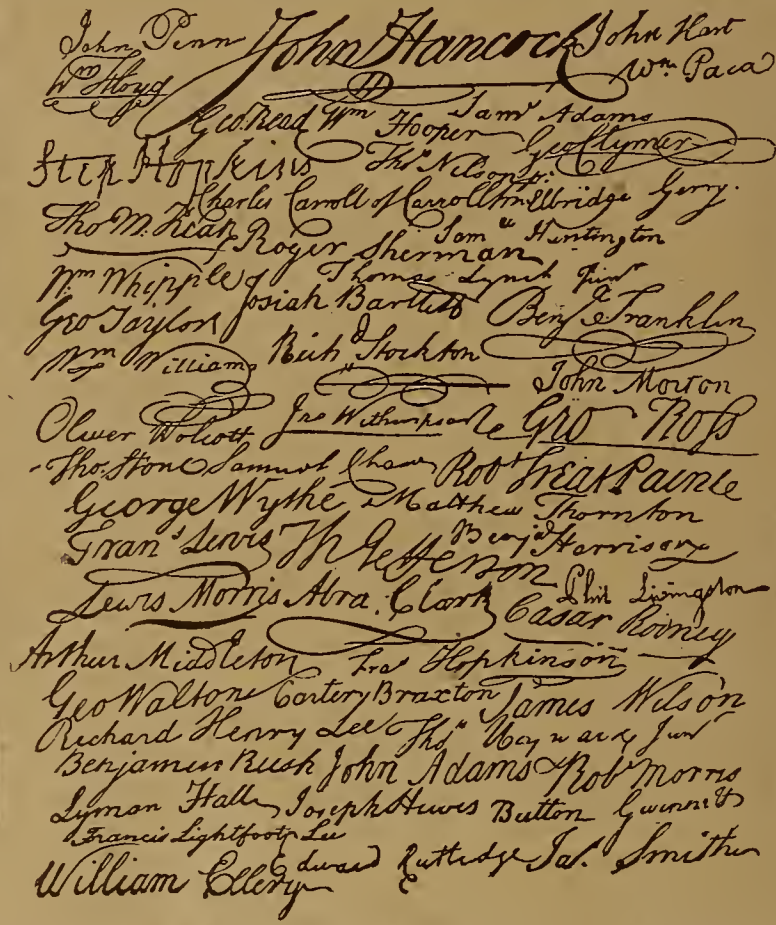 John Penn John Hancock John Hart
Wm Floyd Wm. Paca
Geo. Read Wm Hooper Saml Adams
Geo Clymer
Step Hopkins Thos Nelson jr.
Charles Carroll of Carrollton Elbridge Gerry.
Tho M. Kean Roger Sherman Saml Huntington
Wm Whipple Josiah Bartlett Thomas Lynch Junr
Geo Taylor Benj Franklin
Wm Williams Rich Stockton
John Morton
Oliver Wolcott Jno Witherspoon Geo Ross
Tho. Stone Samuel Chase Robt Treat Paine
George Wythe Matthew Thornton
Fran's Lewis Th Jefferson Benj Harrison
Lewis Morris Abra. Clark Phil Livingston
Cæsar Rodney
Arthur Middleton Fras Hopkinson
Geo Walton Carter Braxton James Wilson
Richard Henry Lee Thos Heyward Junr
Benjamin Rush John Adams Robt Morris
Lyman Hall Joseph Hewes Button Gwinnett
Francis Lightfoot Lee
William Ellery Edward Rutledge Jas. Smith